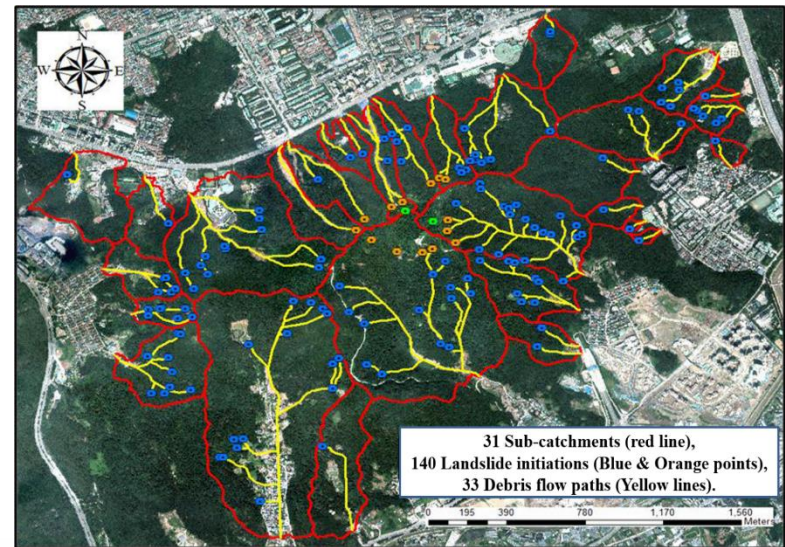 N
W E
S
31 Sub-catchments (red line),
140 Landslide initiations (Blue & Orange points),
33 Debris flow paths (Yellow lines).
0 195 390 780 1,170 1,560
Meters